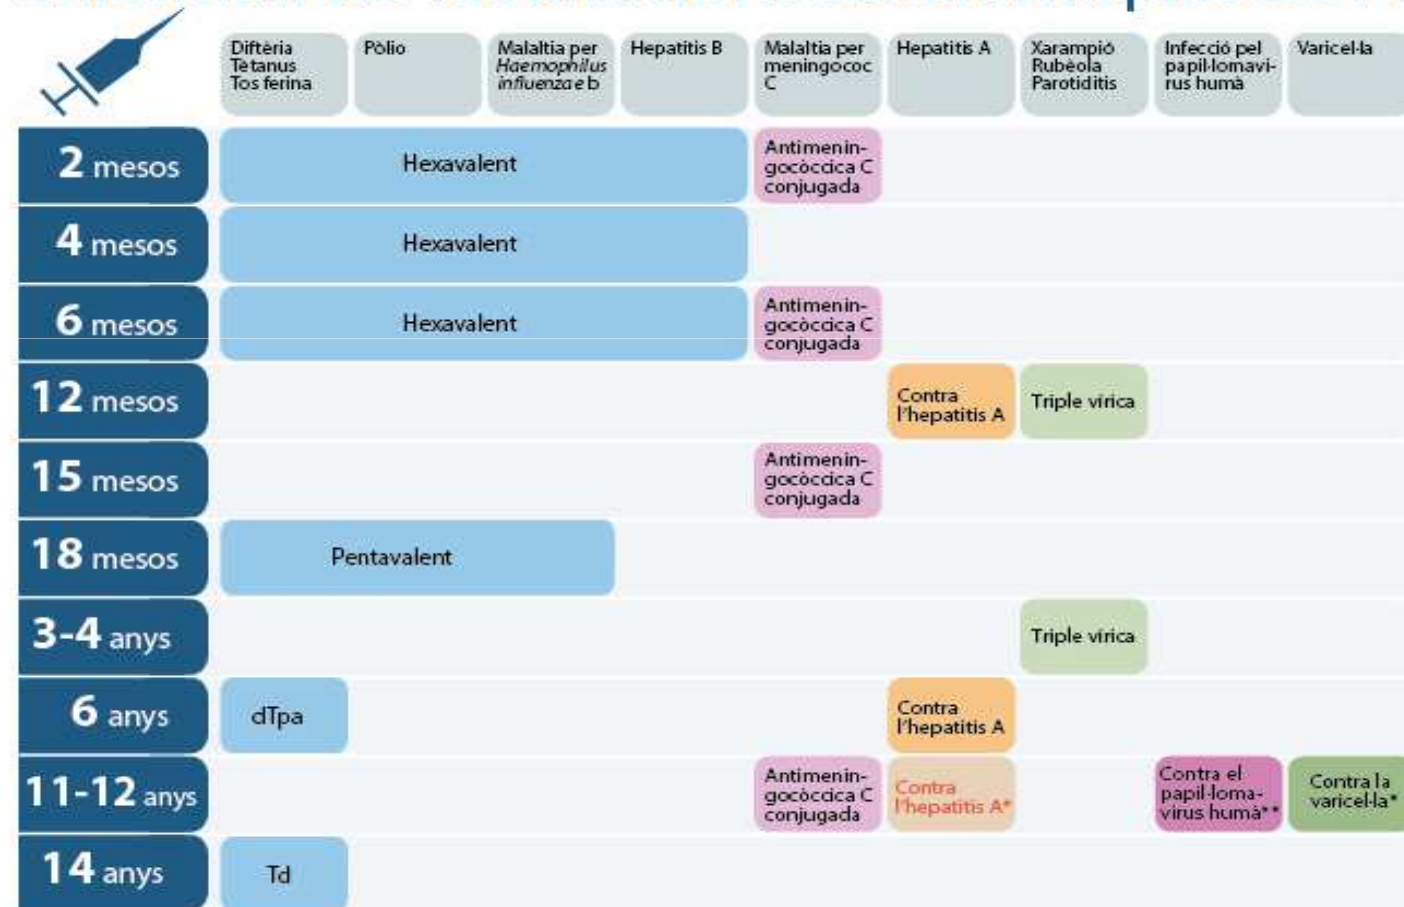 Diftèria
Tètanus
Tos ferina
Pòlio
Malaltia per
Haemophilus
influenzae b
Hepatitis B
Malaltia per
meningococ
C
Hepatitis A
Xarampió
Rubèola
Parotiditis
Infecció pel
papil·lomavi-
rus humà
Varicel·la
2 mesos
Hexavalent
Antimenin-
gocòccica C
conjugada
4 mesos
Hexavalent
6 mesos
Hexavalent
Antimenin-
gocòccica C
conjugada
12 mesos
Contra
l'hepatitis A
Triple vírica
15 mesos
Antimenin-
gocòccica C
conjugada
18 mesos
Pentavalent
3-4 anys
Triple vírica
6 anys
dTpa
Contra
l'hepatitis A
11-12 anys
Antimenin-
gocòccica C
conjugada
Contra
l'hepatitis A*
Contra el
papil·loma-
virus humà**
Contra la
varicel·la*
14 anys
Td